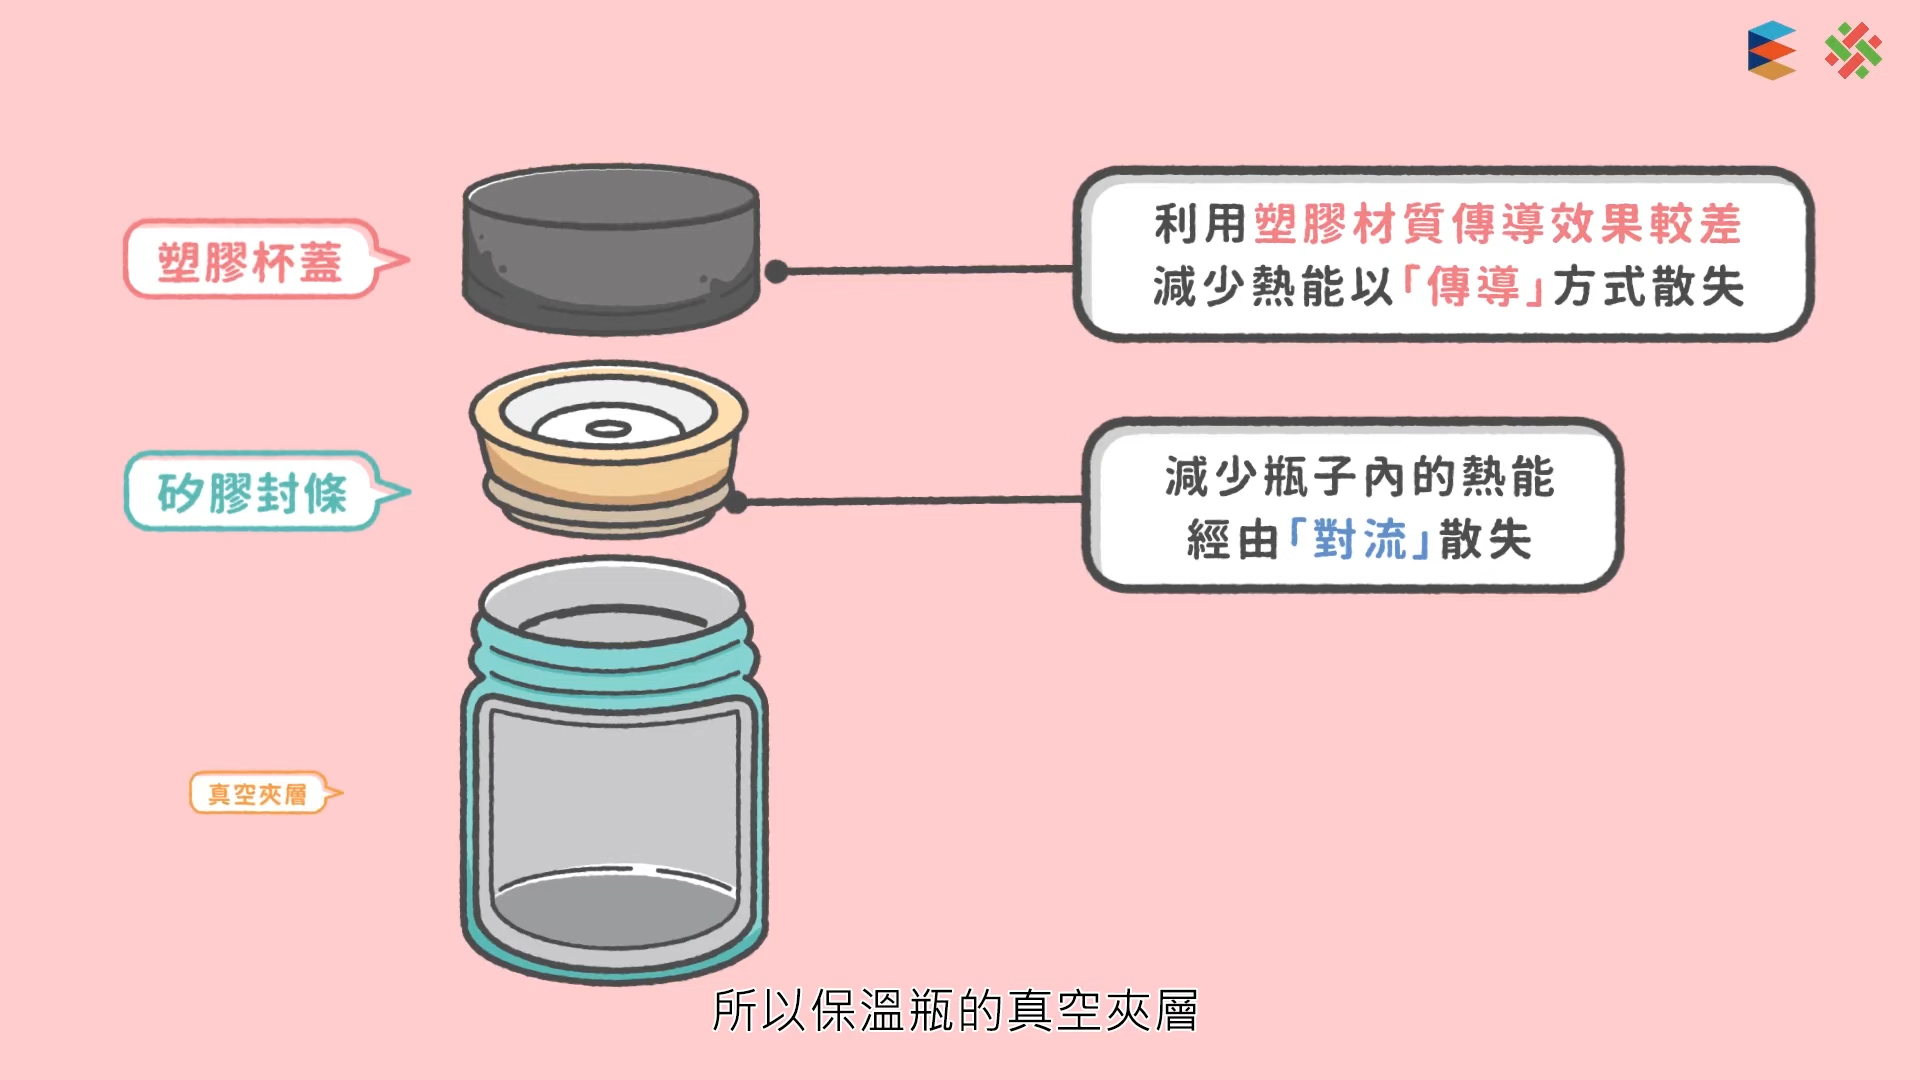 塑膠杯蓋
利用塑膠材質傳導效果較差
減少熱能以「傳導」方式散失
矽膠封條
減少瓶子內的熱能
經由「對流」散失
真空夾層
所以保溫瓶的真空夾層